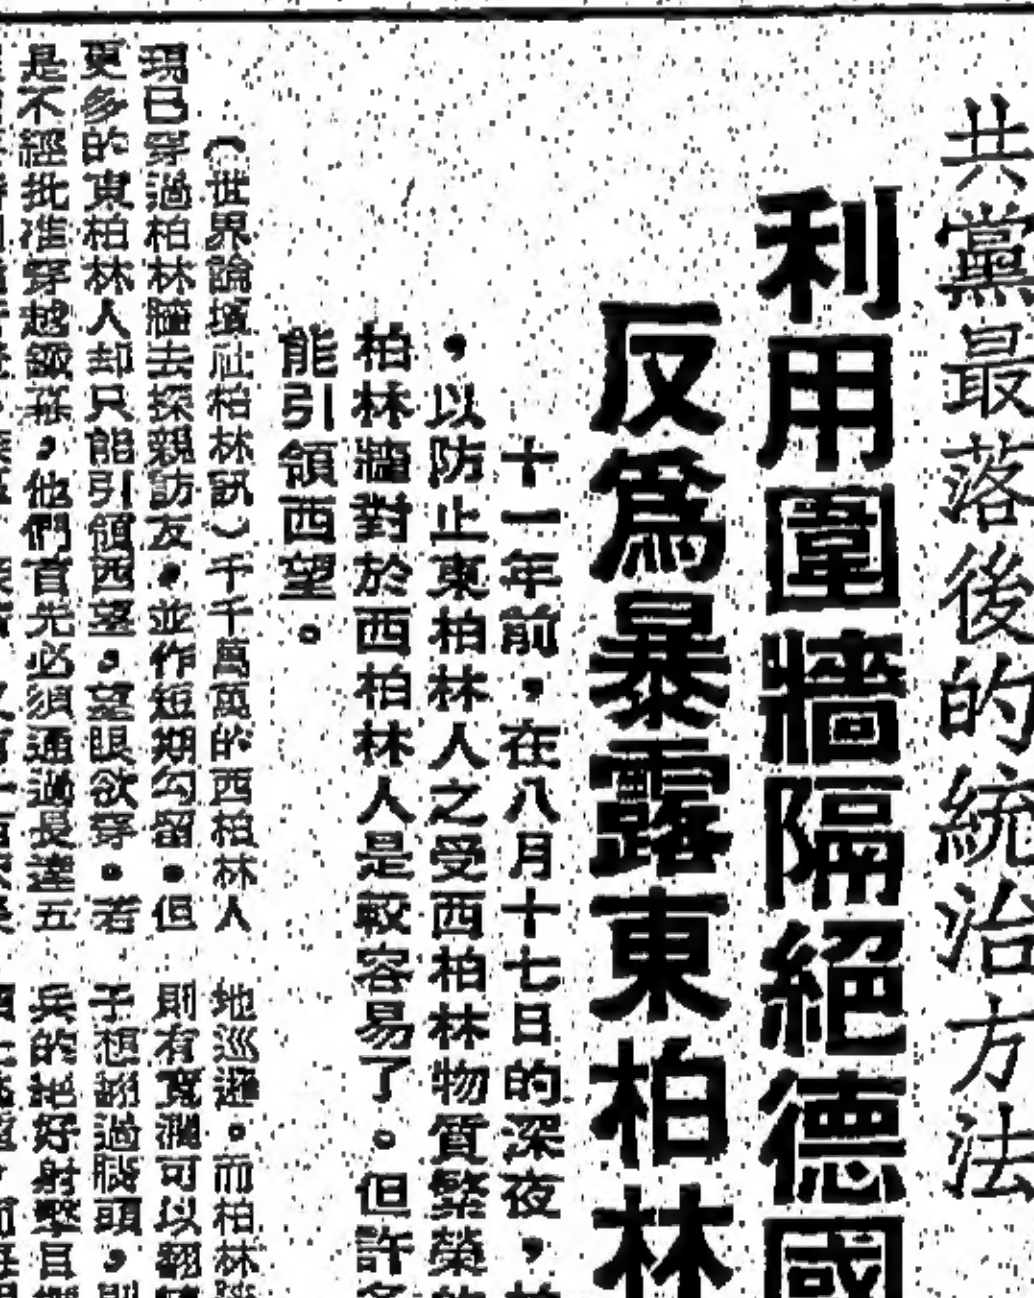 共黨最落後的統治方法
利用圍牆隔絕德國
反爲暴露東柏林
十一年前,在八月十七日的深夜,
,以防止東柏林人之受西柏林物質繁榮的
柏林牆對於西柏林人是較容易了。但許多
能引領西望。
(世界論壇社柏林訊)千千萬萬的西柏林人
現已穿過柏林牆去探親訪友,並作短期勾留。但
更多的東柏林人却只能引領西望,望眼欲穿。若
是不經批准穿越鐵幕,他們首先必須通過長達五
地巡邏。而柏林
則有寬濶可以翻
子想翻過牆頭,則
兵的絕好射擊目標